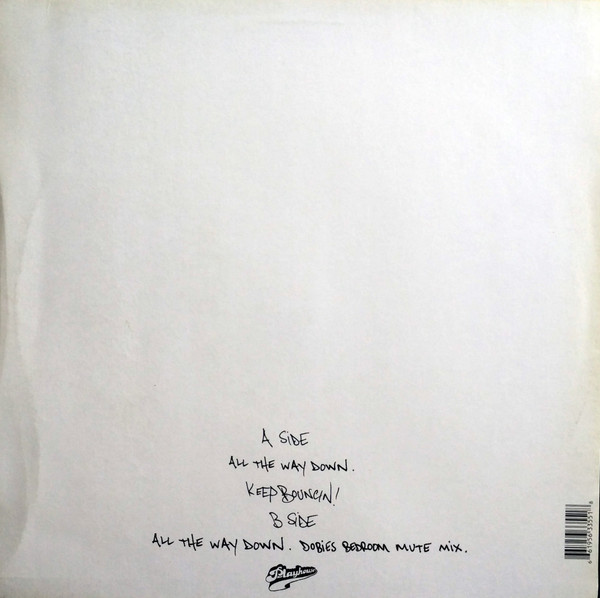 A SIDE
ALL THE WAY DOWN.
KEEP BOUNCIN!
B SIDE
ALL THE WAY DOWN. DOBIES BEDROOM MUTE MIX.
Playhouse